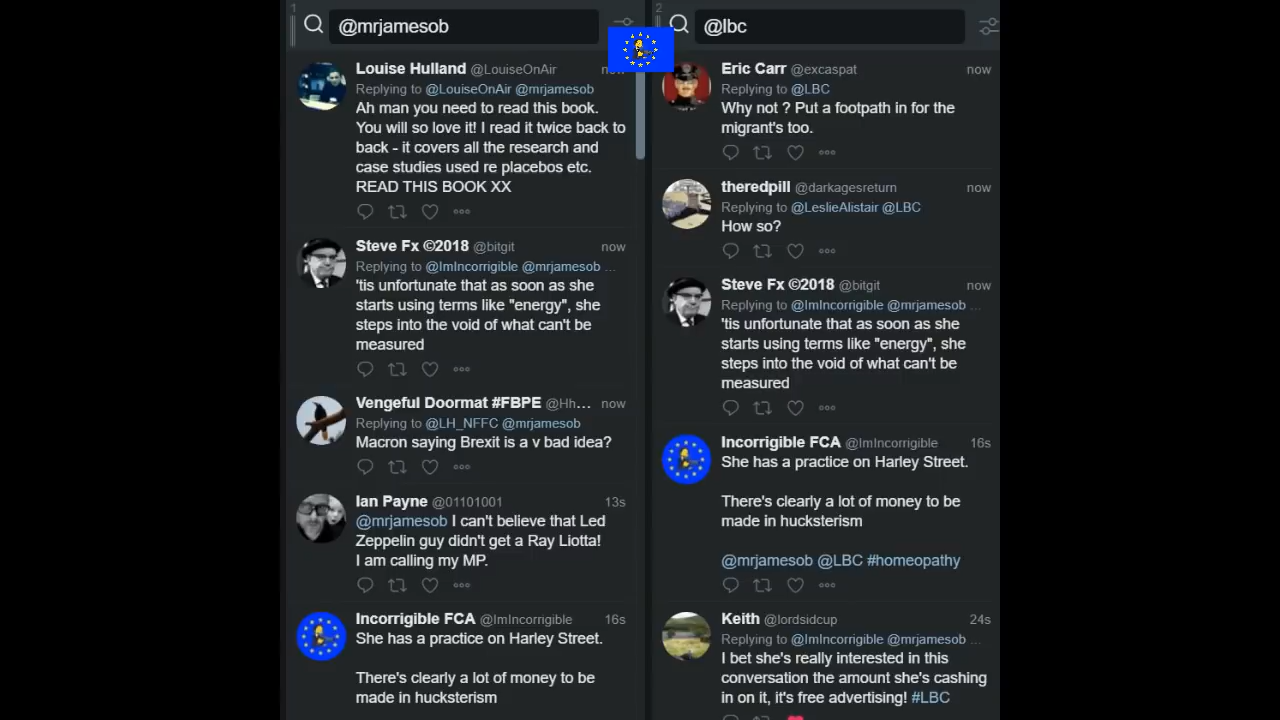 1
@mrjamesob
Louise Hulland @LouiseOnAir now
Replying to @LouiseOnAir @mrjamesob
Ah man you need to read this book.
You will so love it! I read it twice back to
back - it covers all the research and
case studies used re placebos etc.
READ THIS BOOK XX
Steve Fx ©2018 @bitgit now
Replying to @ImIncorrigible @mrjamesob ...
'tis unfortunate that as soon as she
starts using terms like "energy", she
steps into the void of what can't be
measured
Vengeful Doormat #FBPE @Hh... now
Replying to @LH_NFFC @mrjamesob
Macron saying Brexit is a v bad idea?
Ian Payne @01101001 13s
@mrjamesob I can't believe that Led
Zeppelin guy didn't get a Ray Liotta!
I am calling my MP.
Incorrigible FCA @ImIncorrigible 16s
She has a practice on Harley Street.
There's clearly a lot of money to be
made in hucksterism
2
@lbc
Eric Carr @excaspat now
Replying to @LBC
Why not ? Put a footpath in for the
migrant's too.
theredpill @darkagesreturn now
Replying to @LeslieAlistair @LBC
How so?
Steve Fx ©2018 @bitgit now
Replying to @ImIncorrigible @mrjamesob ...
'tis unfortunate that as soon as she
starts using terms like "energy", she
steps into the void of what can't be
measured
Incorrigible FCA @ImIncorrigible 16s
She has a practice on Harley Street.
There's clearly a lot of money to be
made in hucksterism
@mrjamesob @LBC #homeopathy
Keith @lordsidcup 24s
Replying to @ImIncorrigible @mrjamesob ...
I bet she's really interested in this
conversation the amount she's cashing
in on it, it's free advertising! #LBC